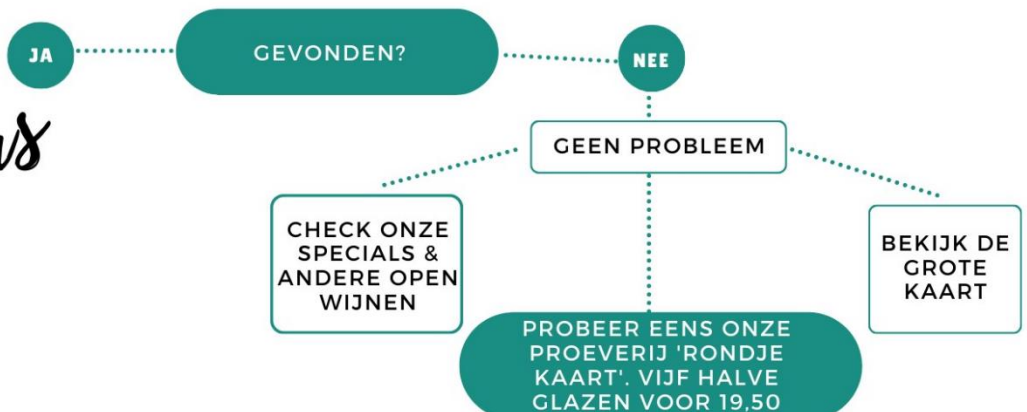 JA
GEVONDEN?
NEE
GEEN PROBLEEM
CHECK ONZE
SPECIALS &
ANDERE OPEN
WIJNEN
PROBEER EENS ONZE
PROEVERIJ 'RONDJE
KAART'. VIJF HALVE
GLAZEN VOOR 19,50
BEKIJK DE
GROTE
KAART